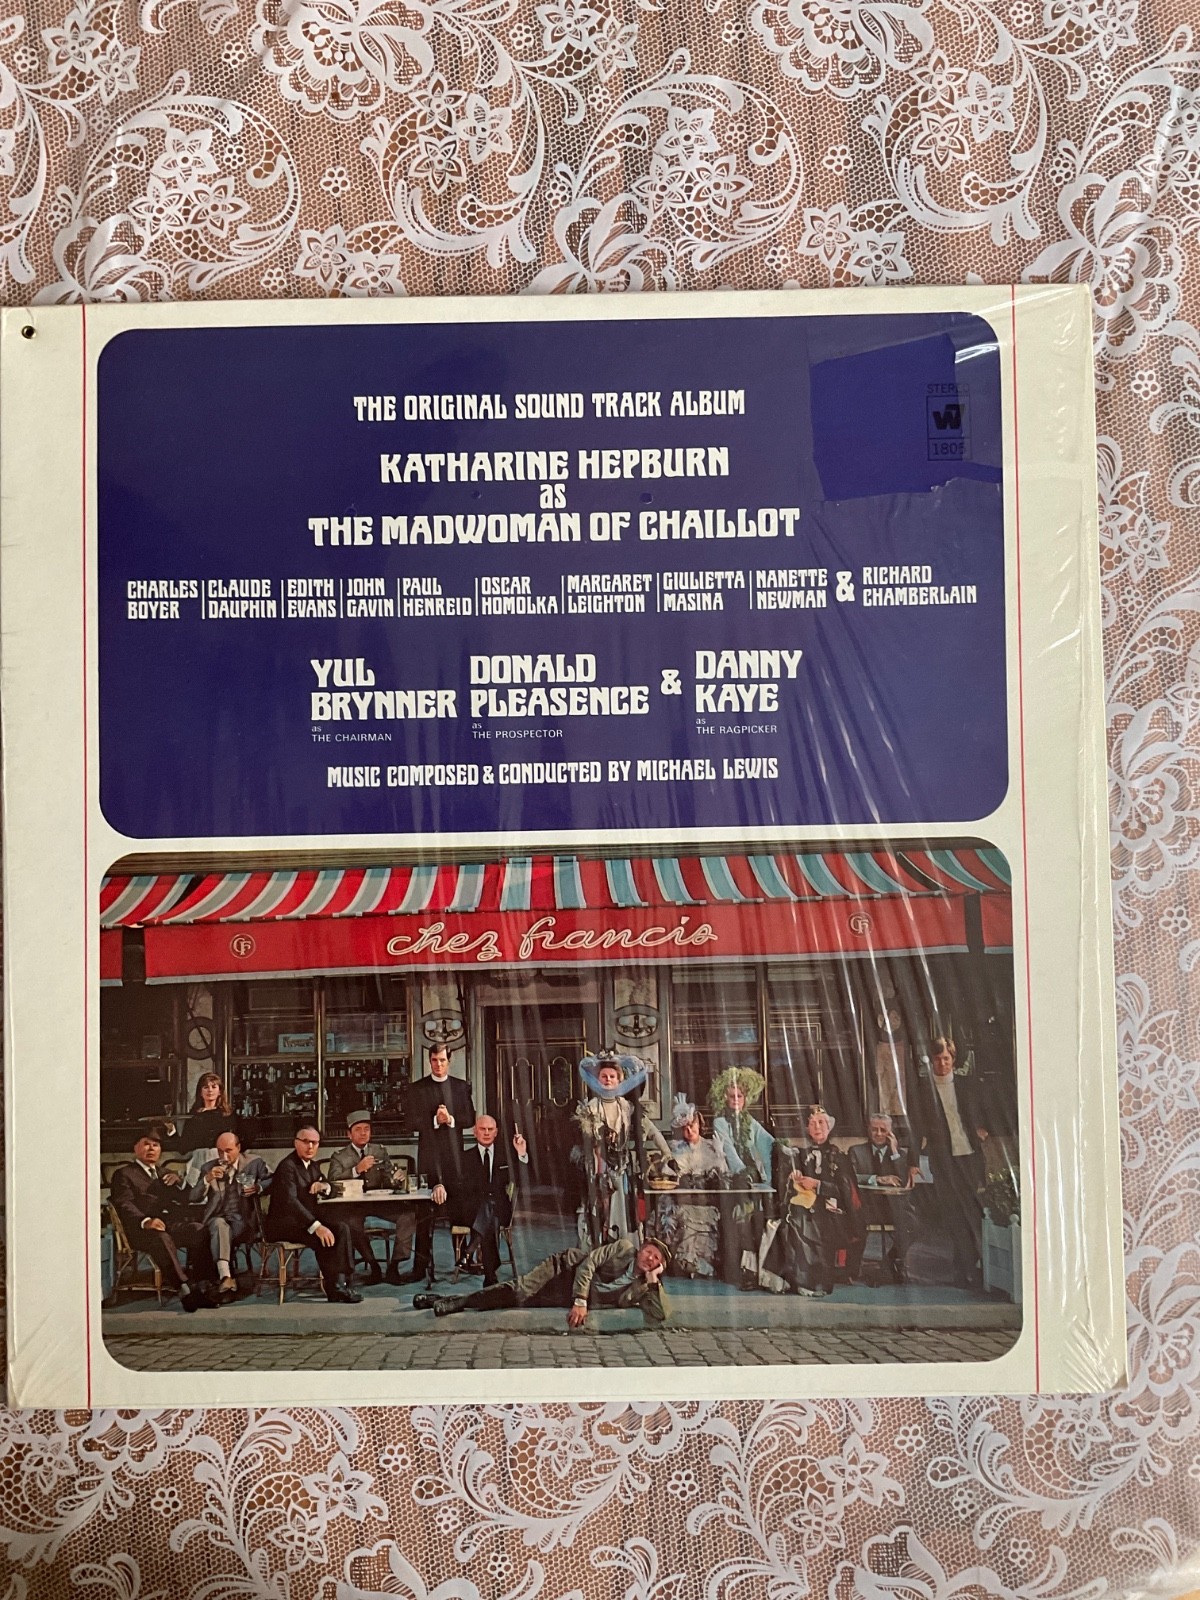 THE ORIGINAL SOUND TRACK ALBUM
STEREO
W7
1805
KATHARINE HEPBURN
as
THE MADWOMAN OF CHAILLOT
CHARLES BOYER
CLAUDE DAUPHIN
EDITH EVANS
JOHN GAVIN
PAUL HENREID
OSCAR HOMOLKA
MARGARET LEIGHTON
GIULIETTA MASINA
NANETTE NEWMAN
&
RICHARD CHAMBERLAIN
YUL
BRYNNER
as
THE CHAIRMAN
DONALD
PLEASENCE
as
THE PROSPECTOR
&
DANNY
KAYE
as
THE RAGPICKER
MUSIC COMPOSED & CONDUCTED BY MICHAEL LEWIS
chez francis